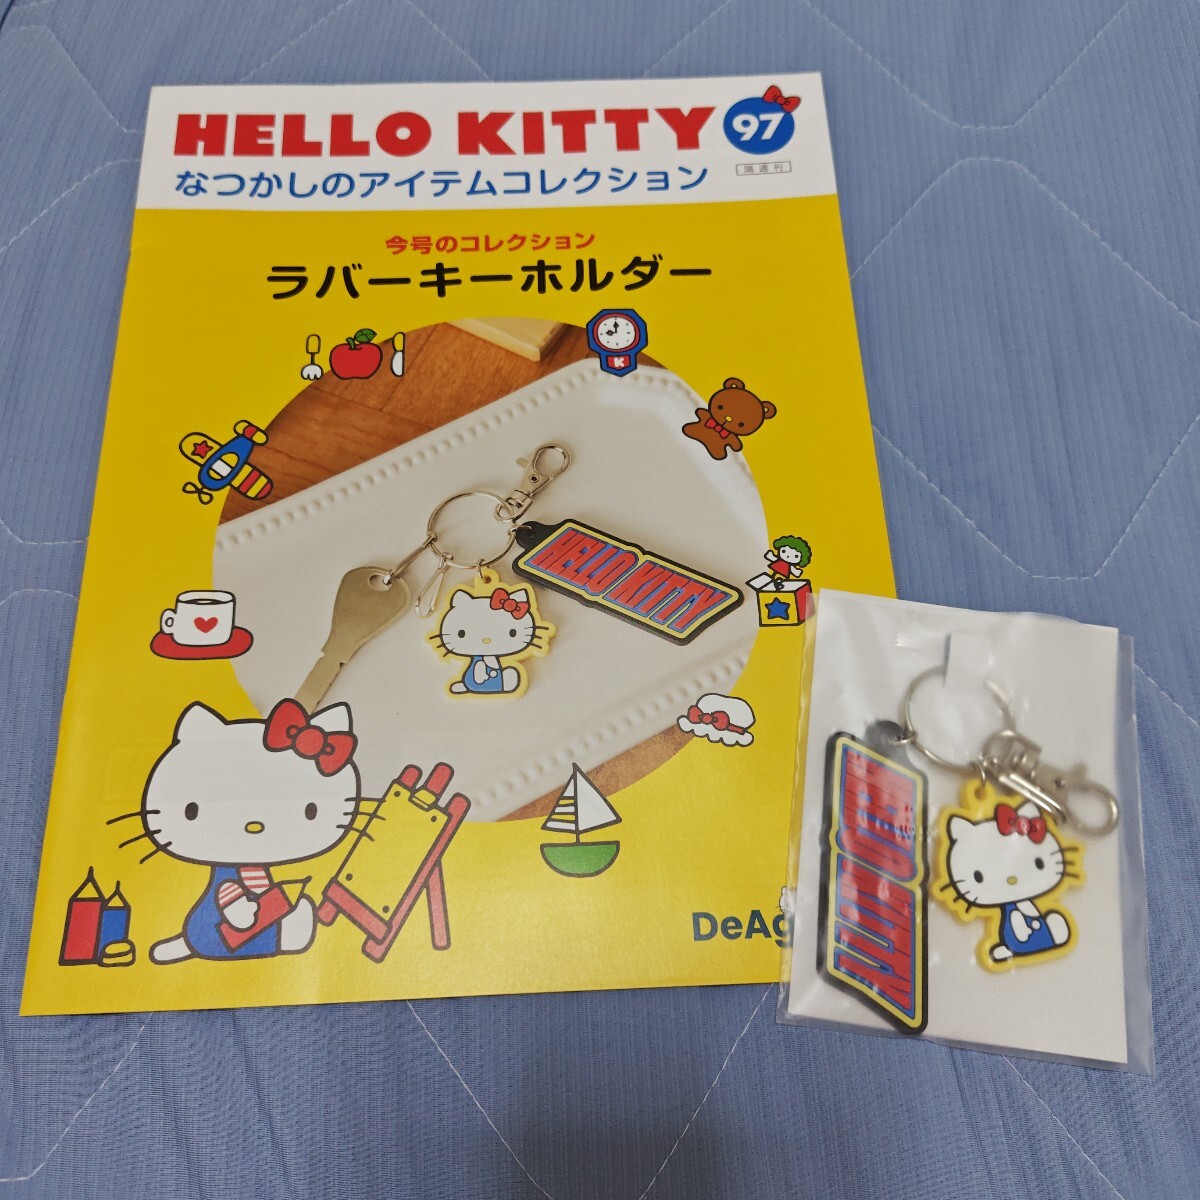 HELLO KITTY 97
隔週刊
なつかしのアイテムコレクション
今号のコレクション
ラバーキーホルダー
K
HELLO KITTY
DeAg
HELLO KITTY